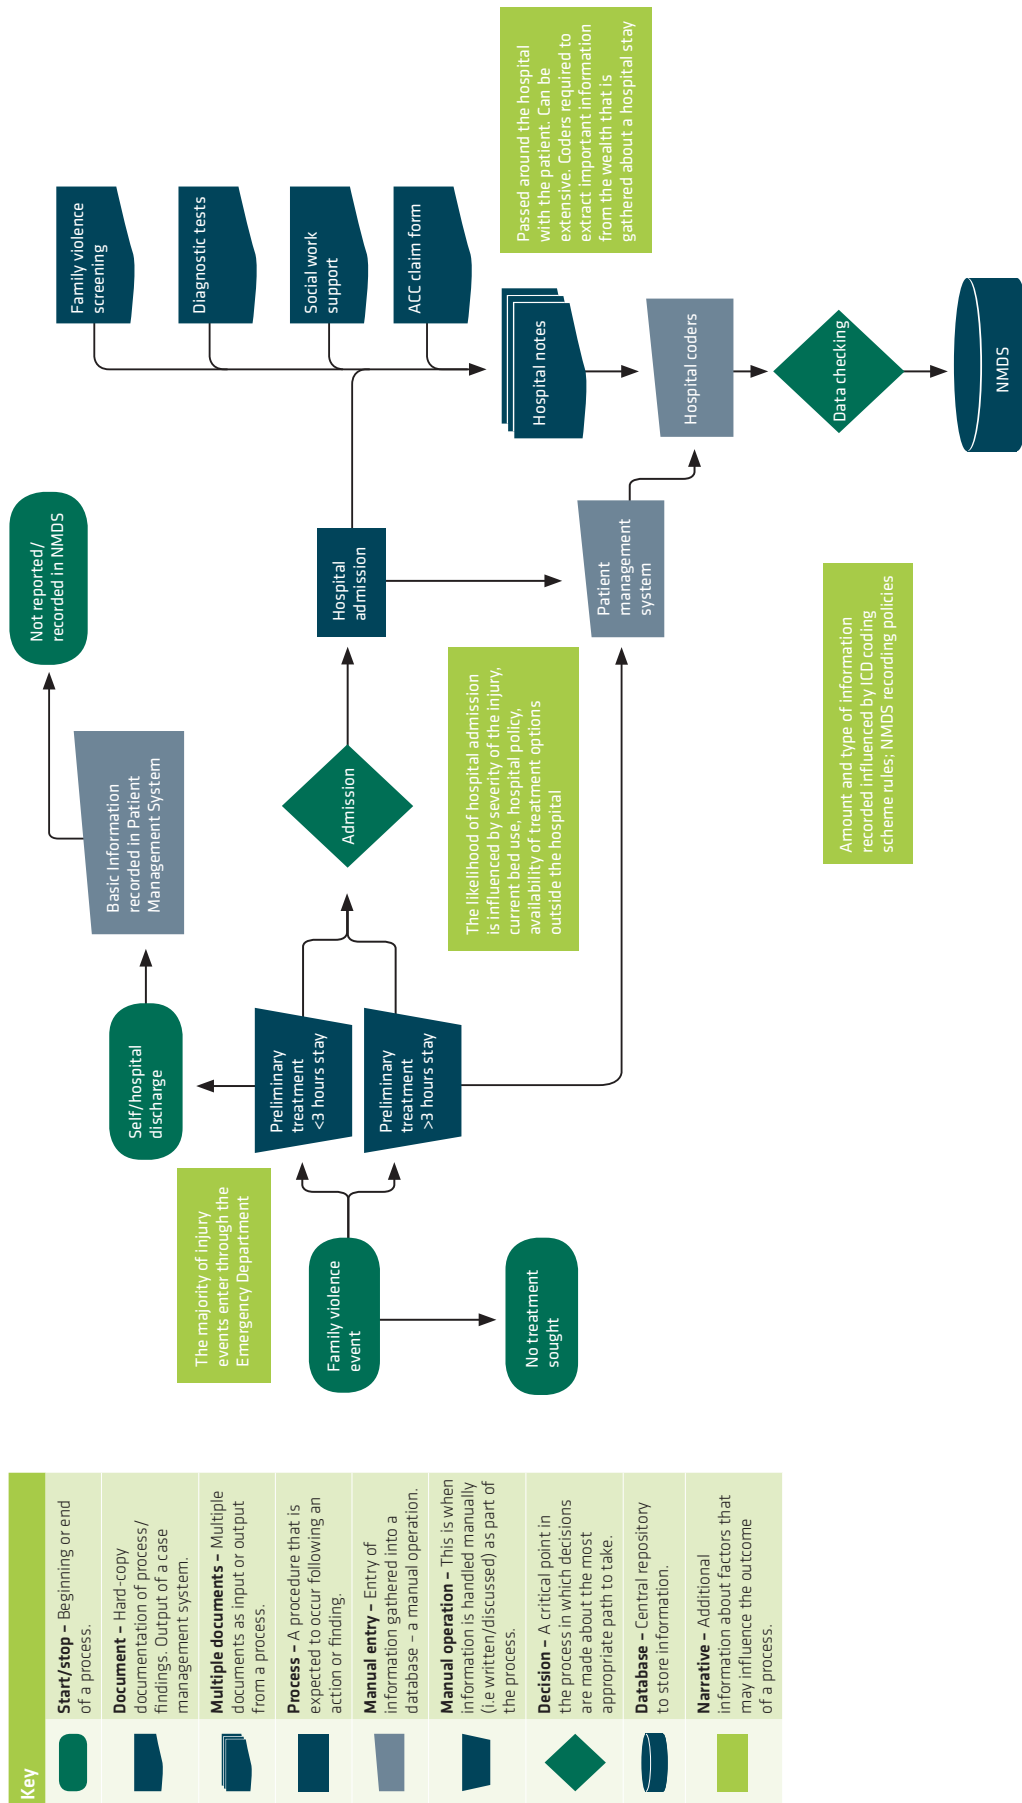 Key
Start/stop – Beginning or end
of a process.
Document – Hard-copy
documentation of process/
findings. Output of a case
management system.
Multiple documents – Multiple
documents as input or output
from a process.
Process – A procedure that is
expected to occur following an
action or finding.
Manual entry – Entry of
information gathered into a
database – a manual operation.
Manual operation – This is when
information is handled manually
(i.e written/discussed) as part of
the process.
Decision – A critical point in
the process in which decisions
are made about the most
appropriate path to take.
Database – Central repository
to store information.
Narrative – Additional
information about factors that
may influence the outcome
of a process.
The majority of injury
events enter through the
Emergency Department
Family violence
event
No treatment
sought
Self/hospital
discharge
Preliminary
treatment
<3 hours stay
Preliminary
treatment
>3 hours stay
Basic Information
recorded in Patient
Management System
Not reported/
recorded in NMDS
Admission
The likelihood of hospital admission
is influenced by severity of the injury,
current bed use, hospital policy,
availability of treatment options
outside the hospital
Hospital
admission
Patient
management
system
Amount and type of information
recorded influenced by ICD coding
scheme rules; NMDS recording policies
Family violence
screening
Diagnostic tests
Social work
support
ACC claim form
Hospital notes
Hospital coders
Data checking
NMDS
Passed around the hospital
with the patient. Can be
extensive. Coders required to
extract important information
from the wealth that is
gathered about a hospital stay